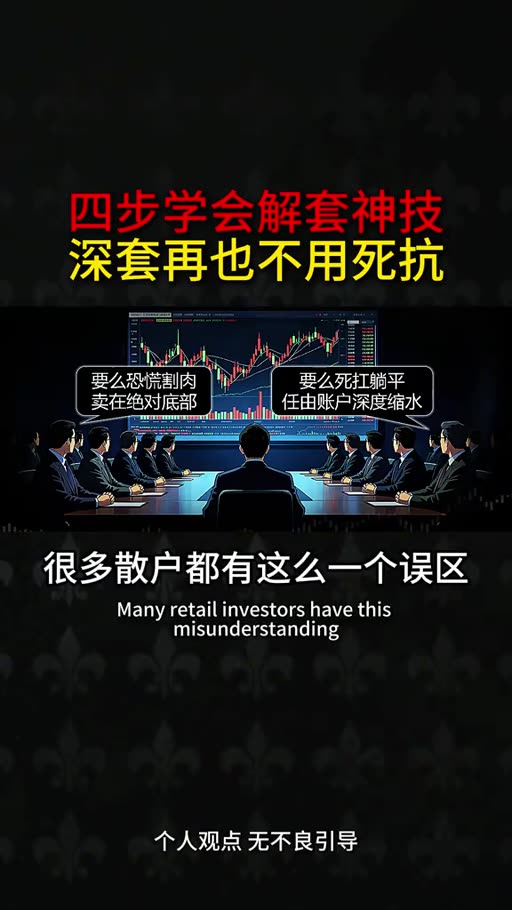 四步学会解套神技
深套再也不用死抗
要么恐慌割肉
卖在绝对底部
要么死扛躺平
任由账户深度缩水
很多散户都有这么一个误区
Many retail investors have this
misunderstanding
个人观点 无不良引导